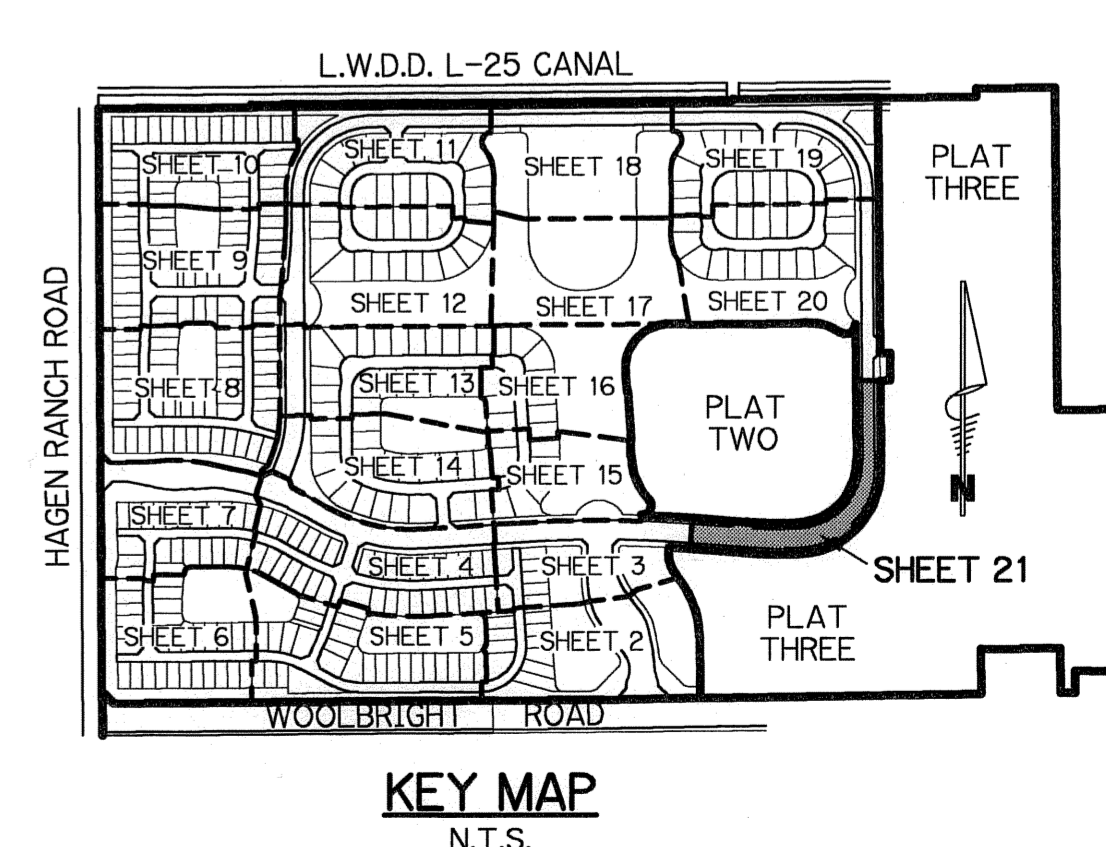 L.W.D.D. L-25 CANAL
HAGEN RANCH ROAD
SHEET 10
SHEET 11
SHEET 18
SHEET 19
PLAT
THREE
SHEET 9
SHEET 12
SHEET 17
SHEET 20
SHEET 8
SHEET 13
SHEET 16
PLAT
TWO
SHEET 14
SHEET 15
N
SHEET 7
SHEET 4
SHEET 3
SHEET 21
SHEET 6
SHEET 5
SHEET 2
PLAT
THREE
WOOLBRIGHT ROAD
KEY MAP
N.T.S.